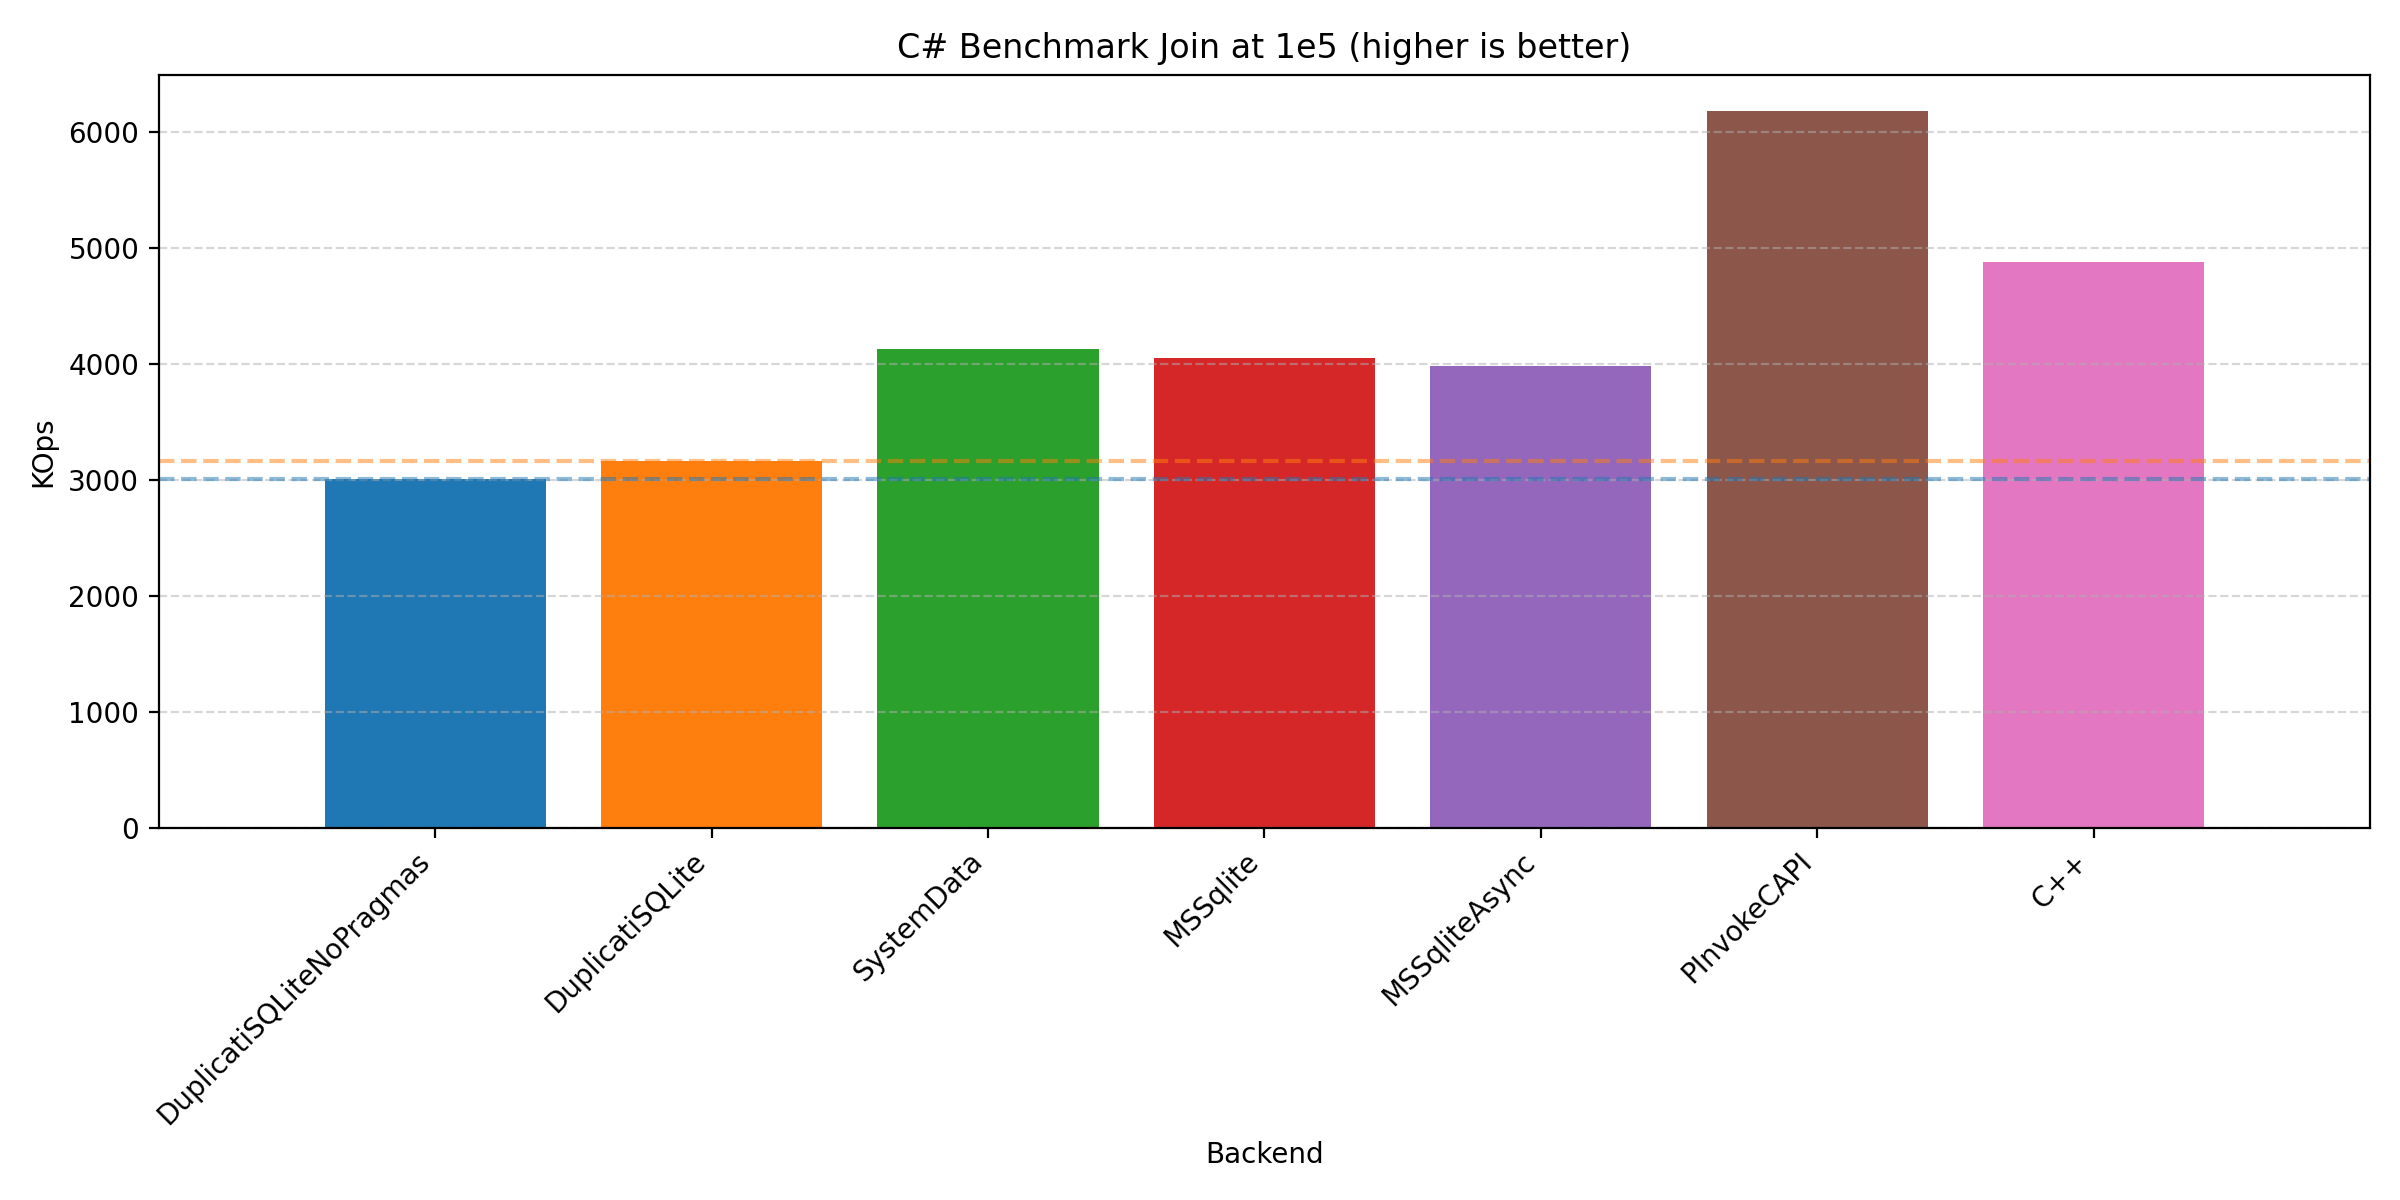 C# Benchmark Join at 1e5 (higher is better)
KOps
6000
5000
4000
3000
2000
1000
0
DuplicatiSQLiteNoPragmas
DuplicatiSQLite
SystemData
MSSqlite
MSSqliteAsync
PInvokeCAPI
C++
Backend